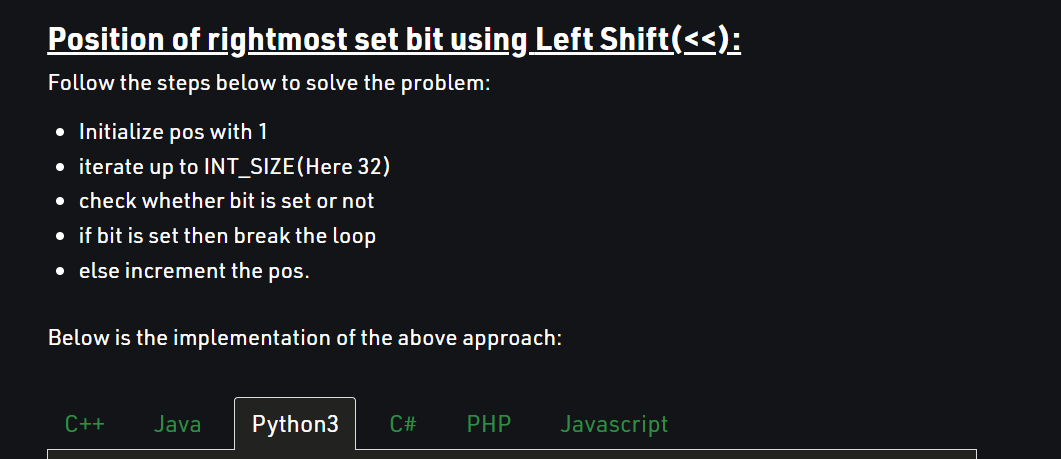 Position of rightmost set bit using Left Shift(<<):
Follow the steps below to solve the problem:
• Initialize pos with 1
• iterate up to INT_SIZE(Here 32)
• check whether bit is set or not
• if bit is set then break the loop
• else increment the pos.
Below is the implementation of the above approach:
C++ Java Python3 C# PHP Javascript